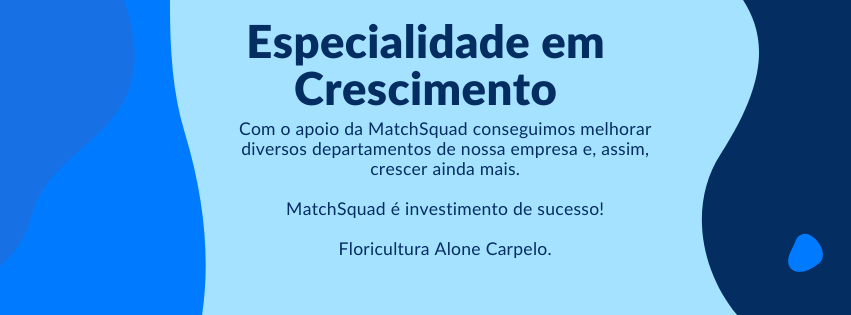 Especialidade em
Crescimento
Com o apoio da MatchSquad conseguimos melhorar
diversos departamentos de nossa empresa e, assim,
crescer ainda mais.
MatchSquad é investimento de sucesso!
Floricultura Alone Carpelo.